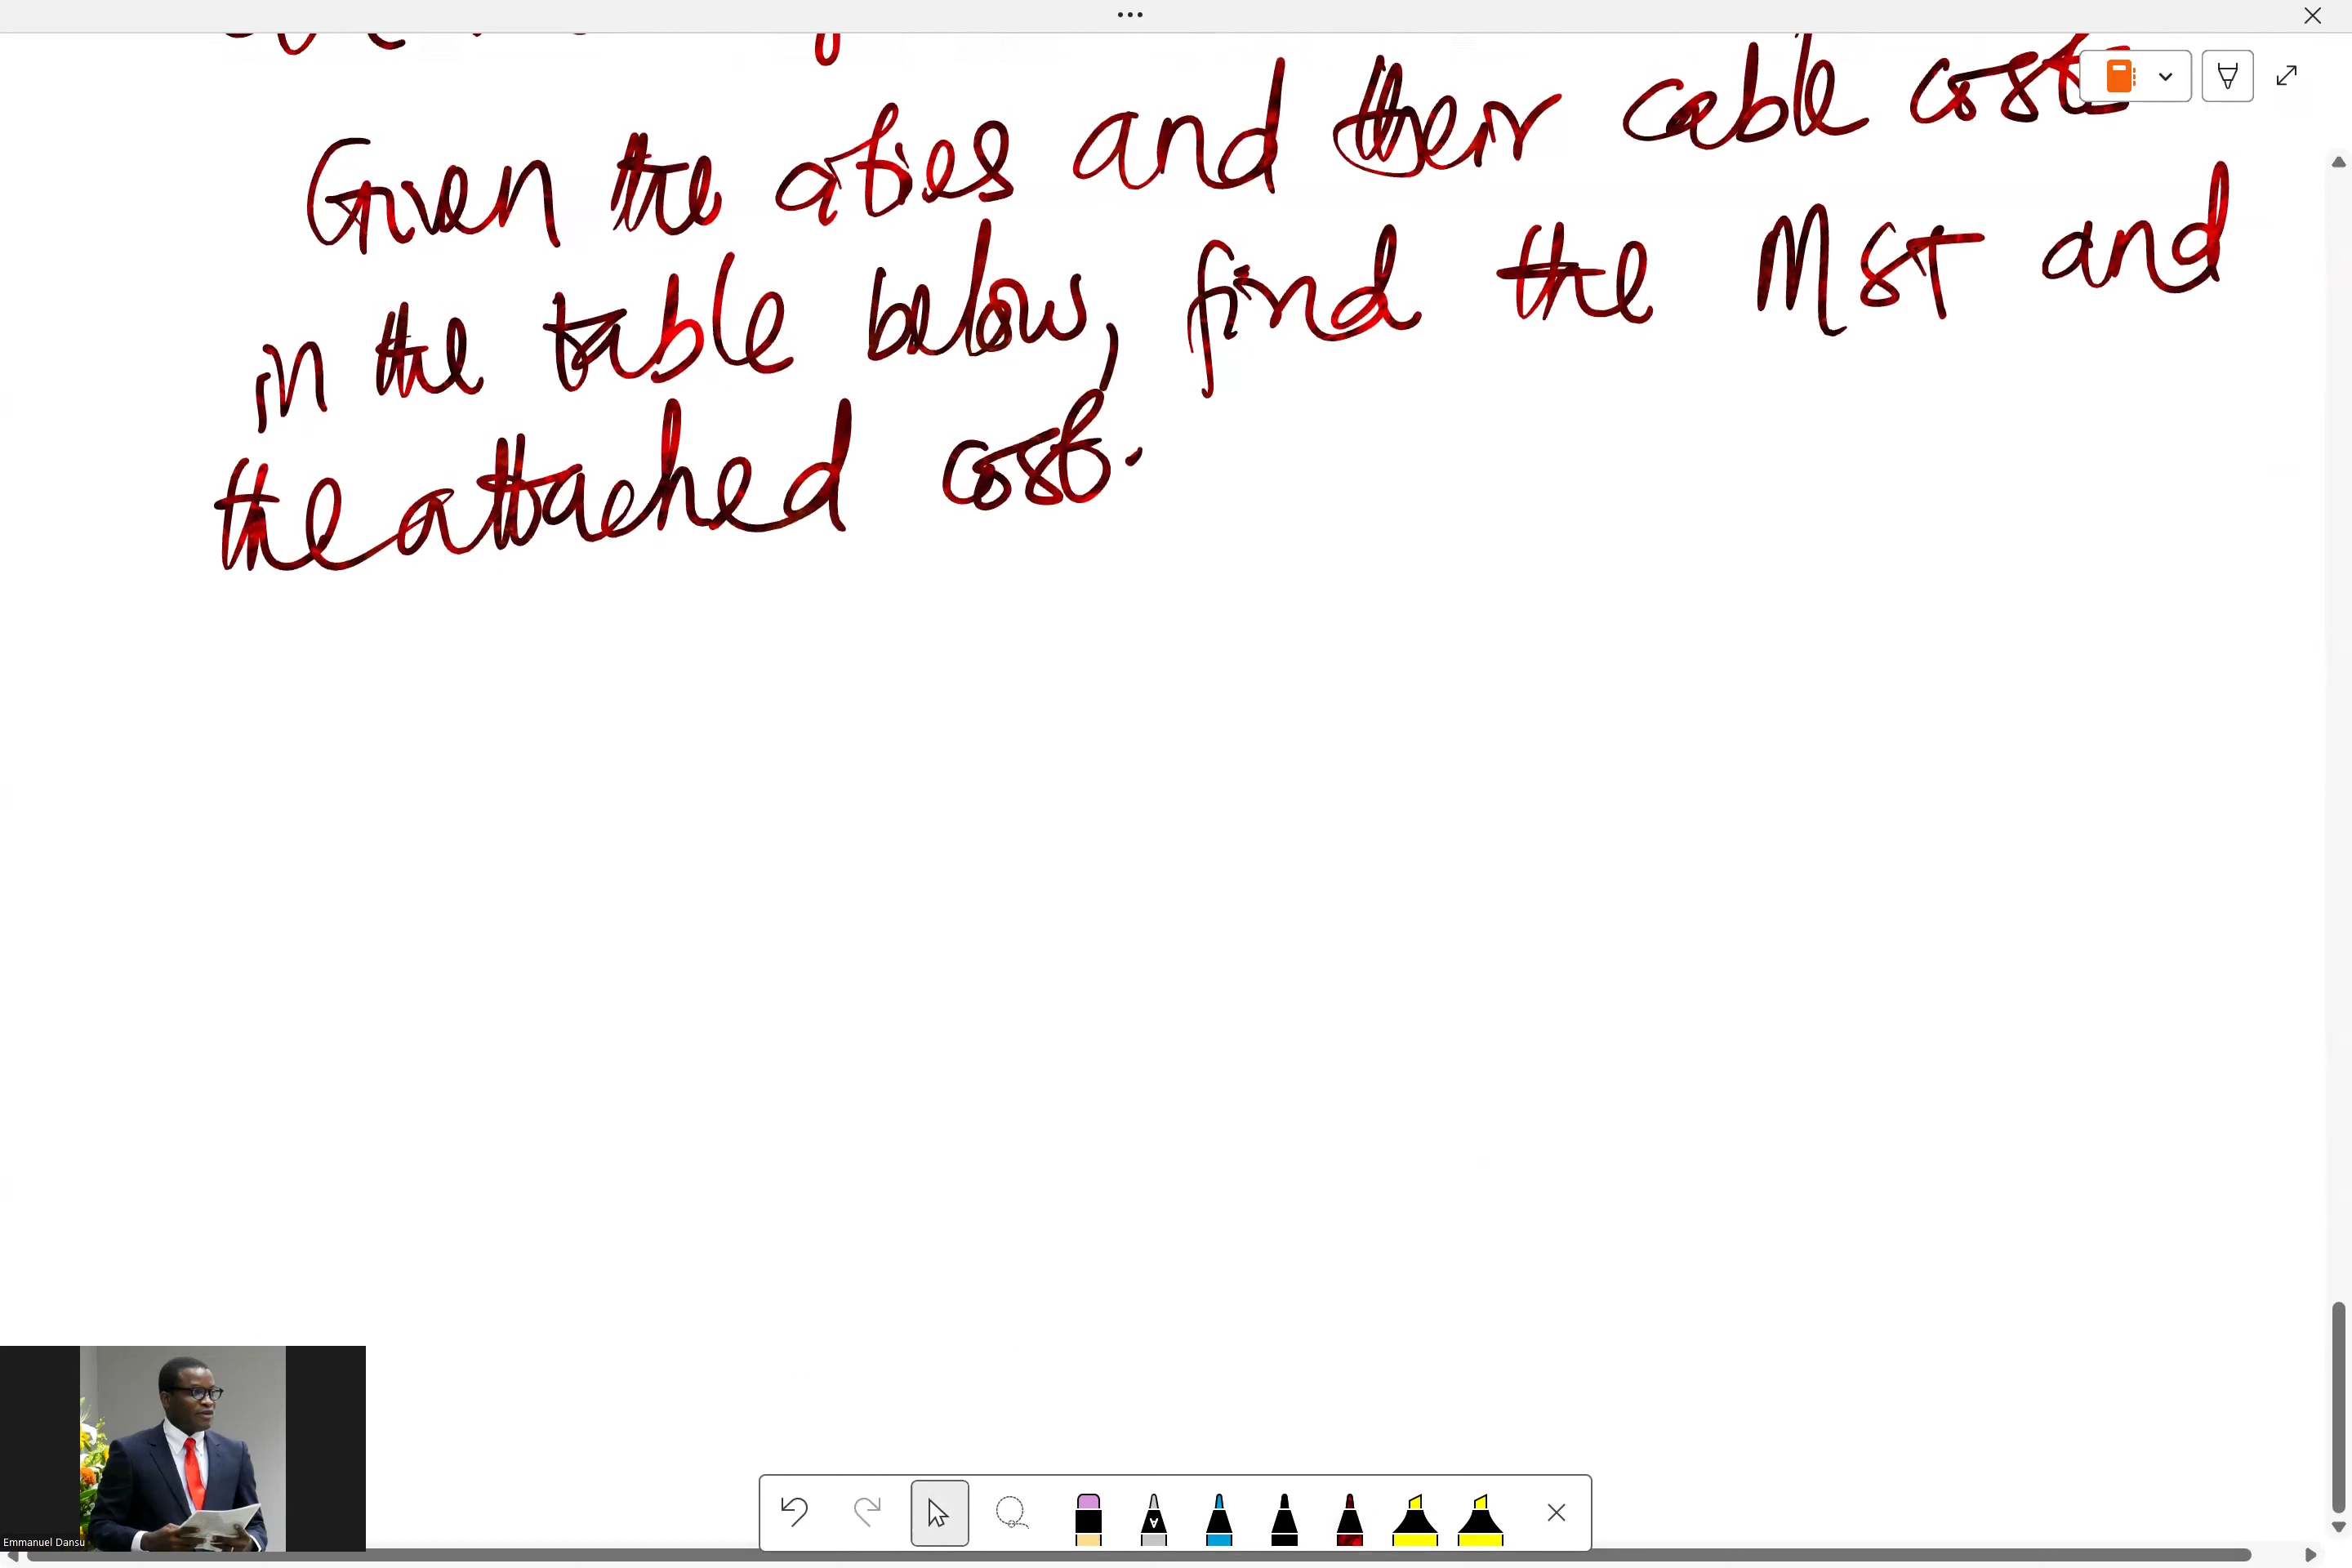 Given the cities and their cable cost
in the table below, find the MST and
the attached cost.
Emmanuel Dansu